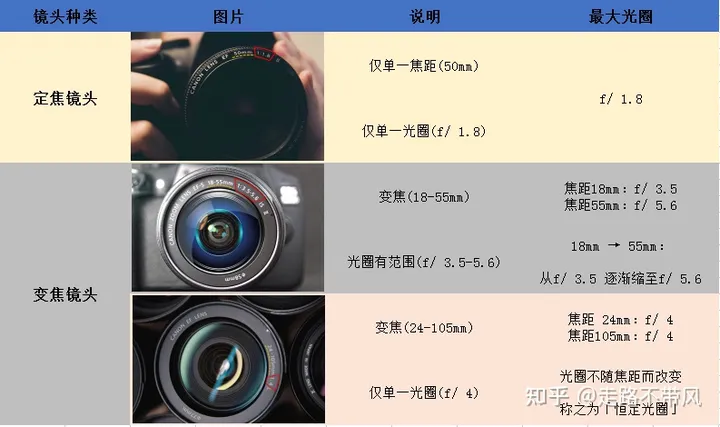 镜头种类 图片 说明 最大光圈
定焦镜头
CANON LENS EF 50mm 1:1.8 II
仅单一焦距(50mm)
仅单一光圈(f/ 1.8)
f/ 1.8
变焦镜头
CANON ZOOM LENS EF-S 18-55mm 1:3.5-5.6 IS II
ø58mm
变焦(18-55mm)
光圈有范围(f/ 3.5-5.6)
焦距18mm：f/ 3.5
焦距55mm：f/ 5.6
18mm → 55mm：
从f/ 3.5 逐渐缩至f/ 5.6
CANON EF LENS
24-105mm 1:4
变焦(24-105mm)
仅单一光圈(f/ 4)
焦距 24mm：f/ 4
焦距105mm：f/ 4
光圈不随焦距而改变
称之为「恒定光圈」
知乎 @走路不带风